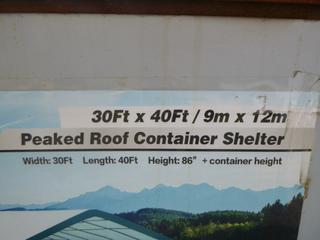 30Ft x 40Ft / 9m x 12m
Peaked Roof Container Shelter
Width: 30Ft Length: 40Ft Height: 86" + container height